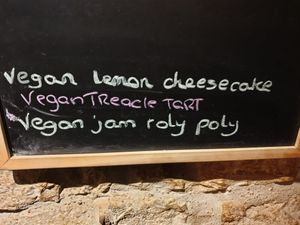 vegan lemon cheesecake
Vegan TReacle TART
Vegan jam roly poly